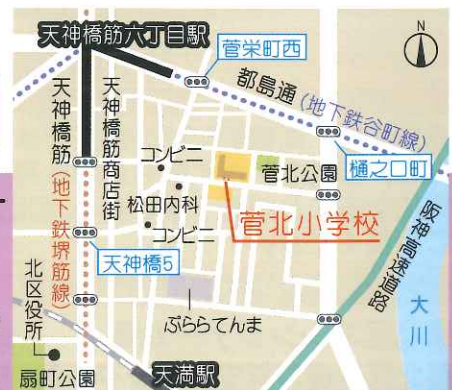 天神橋筋六丁目駅
N
菅栄町西
都島通(地下鉄谷町線)
天神橋筋
(地下鉄堺筋線)
天神橋筋商店街
コンビニ
菅北公園
樋之口町
松田内科
菅北小学校
コンビニ
天神橋5
阪神高速道路
大川
北区役所
ぷららてんま
扇町公園
天満駅